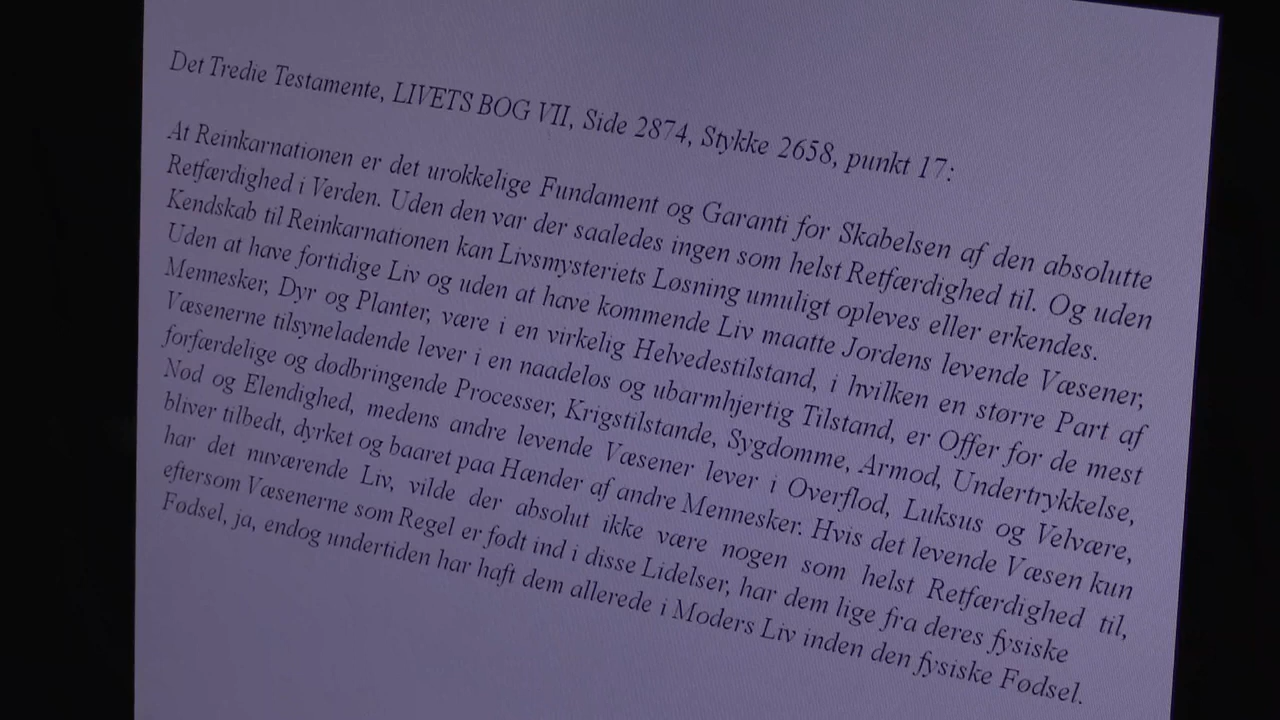 Det Tredie Testamente, LIVETS BOG VII, Side 2874, Stykke 2658, punkt 17:
At Reinkarnationen er det urokkelige Fundament og Garanti for Skabelsen af den absolutte
Retfærdighed i Verden. Uden den var der saaledes ingen som helst Retfærdighed til. Og uden
Kendskab til Reinkarnationen kan Livsmysteriets Løsning umuligt opleves eller erkendes.
Uden at have fortidige Liv og uden at have kommende Liv maatte Jordens levende Væsener,
Mennesker, Dyr og Planter, være i en virkelig Helvedestilstand, i hvilken en større Part af
Væsenerne tilsyneladende lever i en naadeløs og ubarmhjertig Tilstand, er Offer for de mest
forfærdelige og dødbringende Processer, Krigstilstande, Sygdomme, Armod, Undertrykkelse,
Nød og Elendighed, medens andre levende Væsener lever i Overflod, Luksus og Velvære,
bliver tilbedt, dyrket og baaret paa Hænder af andre Mennesker. Hvis det levende Væsen kun
har det nuværende Liv, vilde der absolut ikke være nogen som helst Retfærdighed til,
eftersom Væsenerne som Regel er født ind i disse Lidelser, har dem lige fra deres fysiske
Fødsel, ja, endog undertiden har haft dem allerede i Moders Liv inden den fysiske Fødsel.